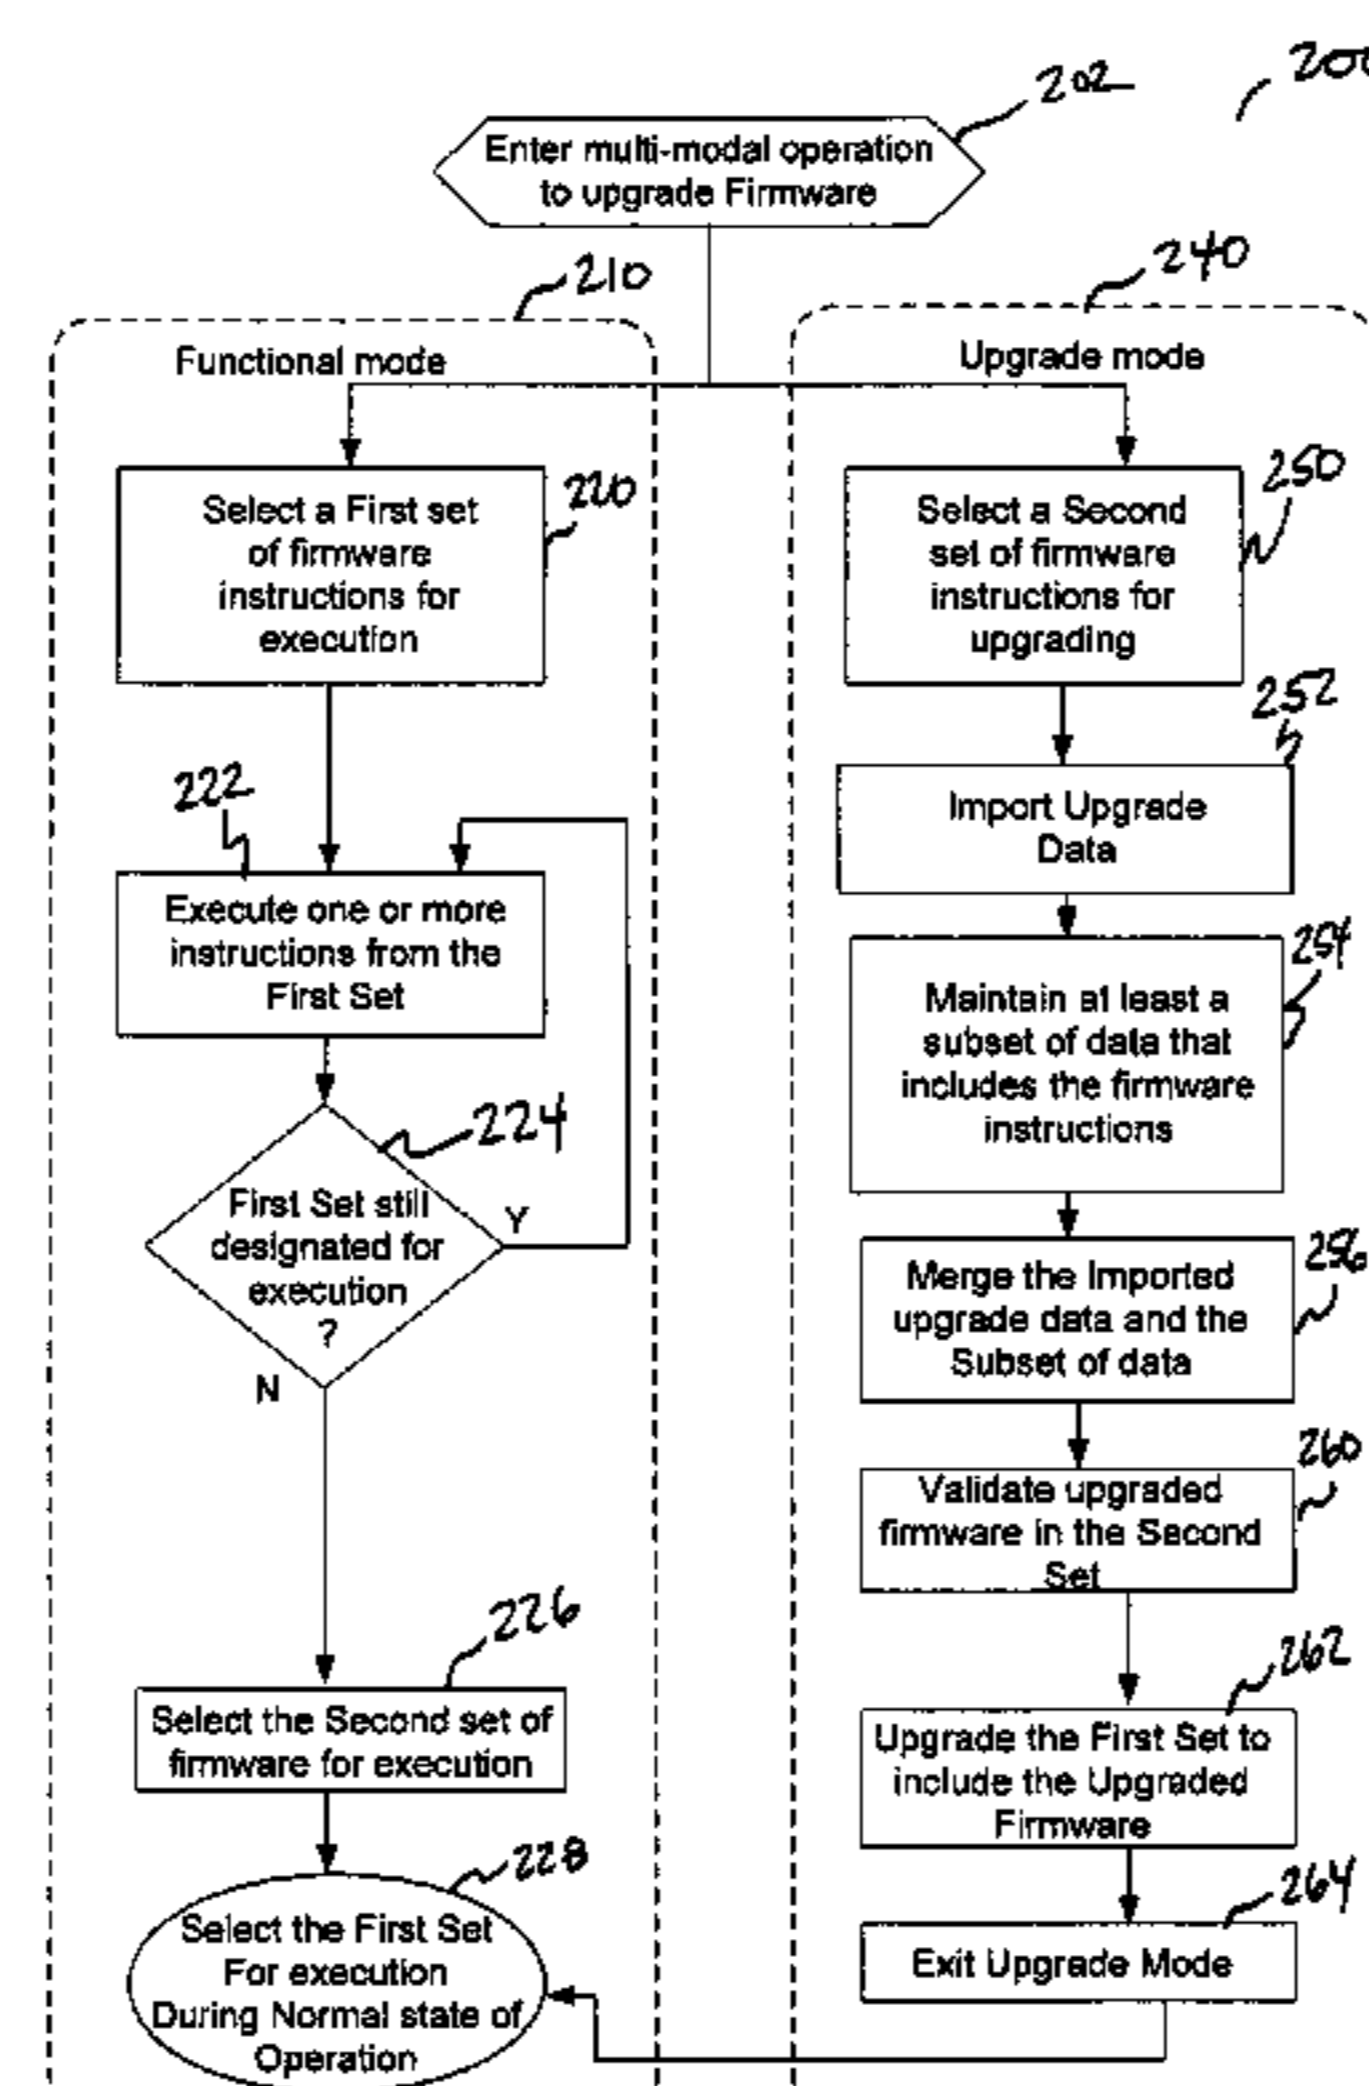 200
202
Enter multi-modal operation
to upgrade Firmware
210
240
Functional mode
Upgrade mode
Select a First set
of firmware
instructions for
execution
220
Select a Second
set of firmware
instructions for
upgrading
250
252
Import Upgrade
Data
222
Execute one or more
instructions from the
First Set
254
Maintain at least a
subset of data that
includes the firmware
instructions
224
First Set still
designated for
execution
?
Y
N
256
Merge the Imported
upgrade data and the
Subset of data
260
Validate upgraded
firmware in the Second
Set
226
Select the Second set of
firmware for execution
262
Upgrade the First Set to
include the Upgraded
Firmware
228
Select the First Set
For execution
During Normal state of
Operation
264
Exit Upgrade Mode